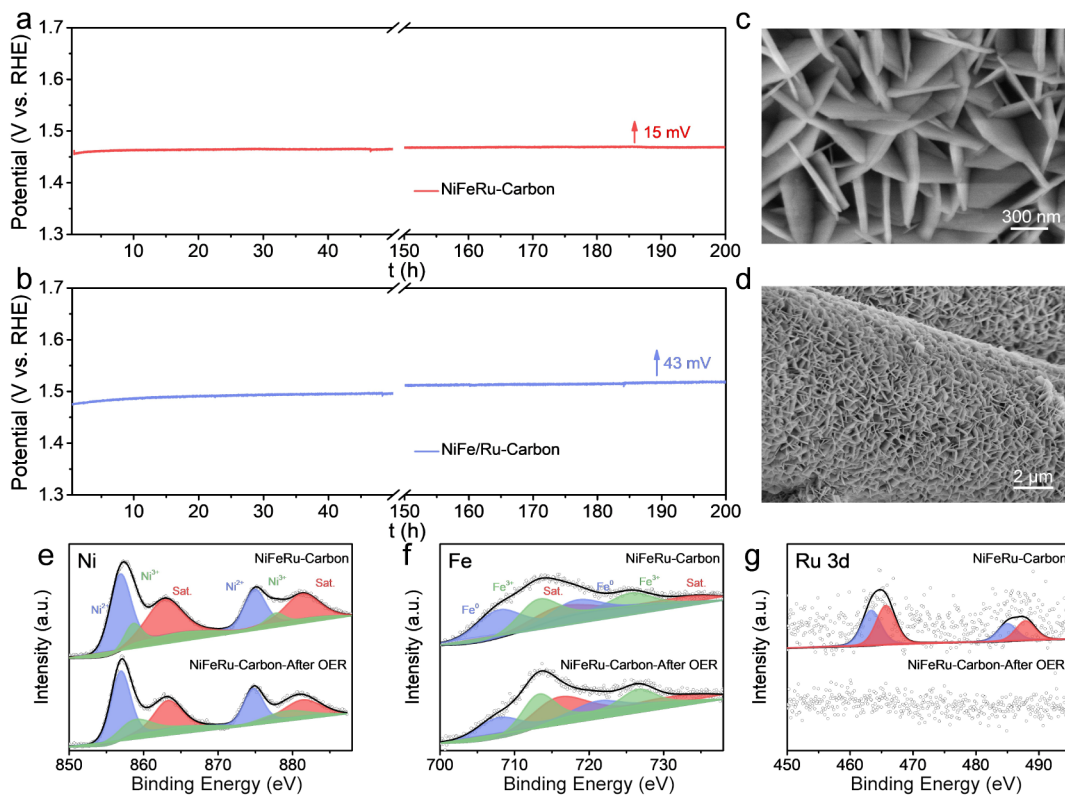 a
1.7
1.6
1.5
1.4
1.3
Potential (V vs. RHE)
15 mV
NiFeRu-Carbon
10 20 30 40 150 160 170 180 190 200
t (h)
b
1.7
1.6
1.5
1.4
1.3
Potential (V vs. RHE)
43 mV
NiFe/Ru-Carbon
10 20 30 40 150 160 170 180 190 200
t (h)
c
300 nm
d
2 μm
e
Ni
NiFeRu-Carbon
Ni²⁺
Ni³⁺
Sat.
Ni²⁺
Ni³⁺
Sat.
NiFeRu-Carbon-After OER
Intensity (a.u.)
850 860 870 880
Binding Energy (eV)
f
Fe
NiFeRu-Carbon
Fe⁰
Fe³⁺
Sat.
Fe⁰
Fe³⁺
Sat.
NiFeRu-Carbon-After OER
Intensity (a.u.)
700 710 720 730
Binding Energy (eV)
g
Ru 3d
NiFeRu-Carbon
NiFeRu-Carbon-After OER
Intensity (a.u.)
450 460 470 480 490
Binding Energy (eV)